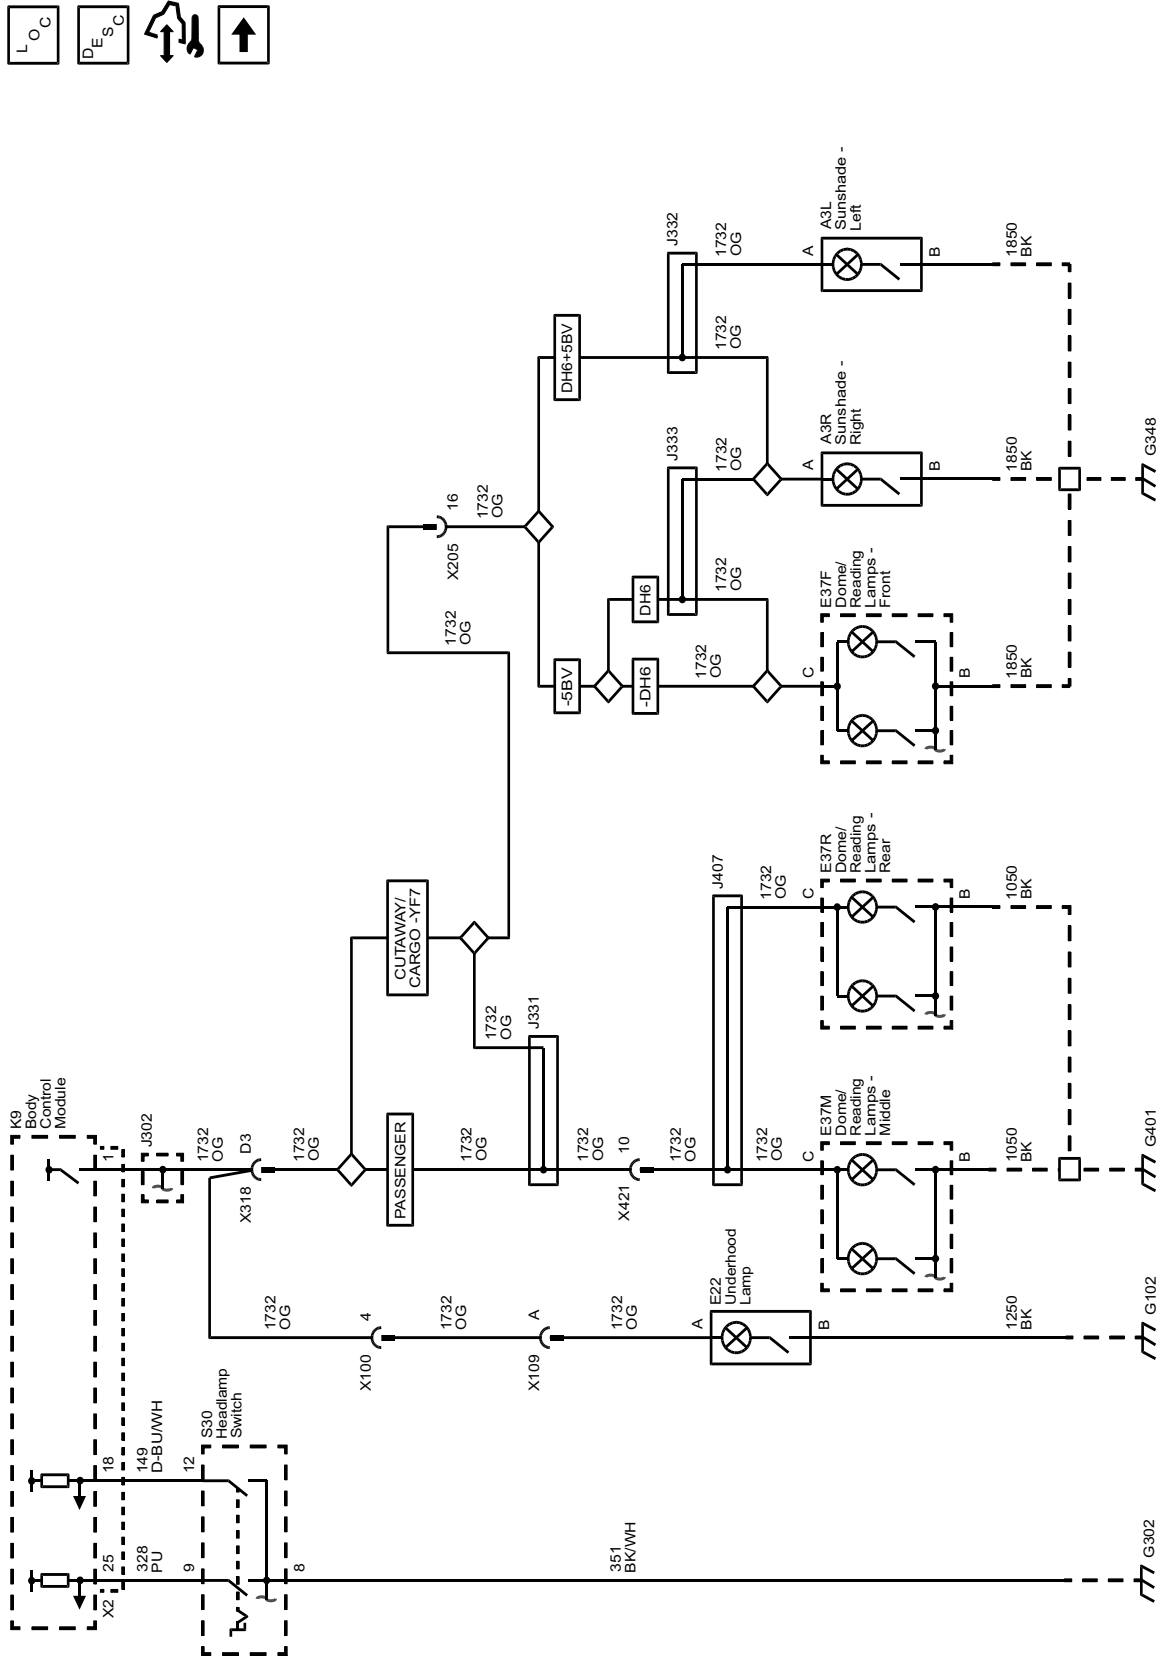 L O C
D E S C
K9
Body
Control
Module
X2
25
18
1
328
PU
149
D-BU/WH
J302
9
12
S30
Headlamp
Switch
8
351
BK/WH
G302
1732
OG
X318
D3
1732
OG
1732
OG
X100
4
1732
OG
X109
A
1732
OG
A
E22
Underhood
Lamp
B
1250
BK
G102
PASSENGER
CUTAWAY/
CARGO -YF7
1732
OG
1732
OG
J331
1732
OG
X421
10
1732
OG
J407
1732
OG
1732
OG
C
E37M
Dome/
Reading
Lamps -
Middle
B
1050
BK
G401
C
E37R
Dome/
Reading
Lamps -
Rear
B
1050
BK
1732
OG
X205
16
1732
OG
-5BV
DH6+5BV
-DH6
DH6
J333
J332
1732
OG
1732
OG
1732
OG
1732
OG
1732
OG
C
E37F
Dome/
Reading
Lamps -
Front
B
1850
BK
A
A3R
Sunshade -
Right
B
1850
BK
G348
A
A3L
Sunshade -
Left
B
1850
BK